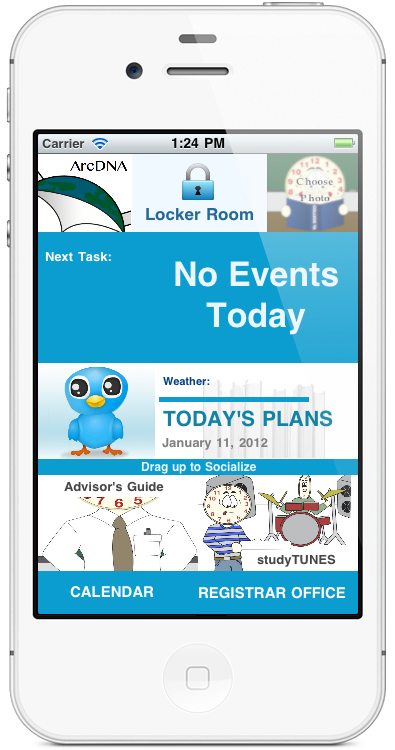 Carrier 1:24 PM
ArcDNA
Locker Room
Choose
Photo
Next Task:
No Events
Today
Weather:
TODAY'S PLANS
January 11, 2012
Drag up to Socialize
Advisor's Guide
7 6 5
studyTUNES
CALENDAR
REGISTRAR OFFICE